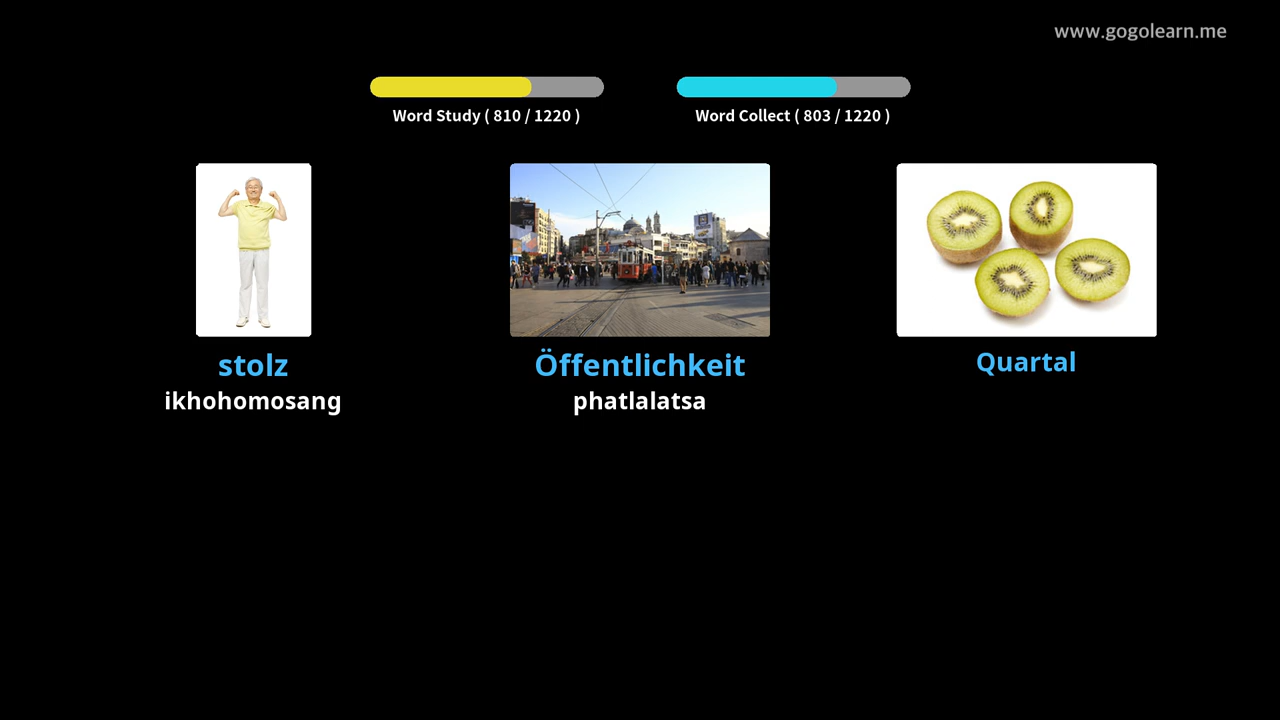 www.gogolearn.me
Word Study ( 810 / 1220 )
Word Collect ( 803 / 1220 )
stolz
ikhohomosang
Öffentlichkeit
phatlalatsa
Quartal